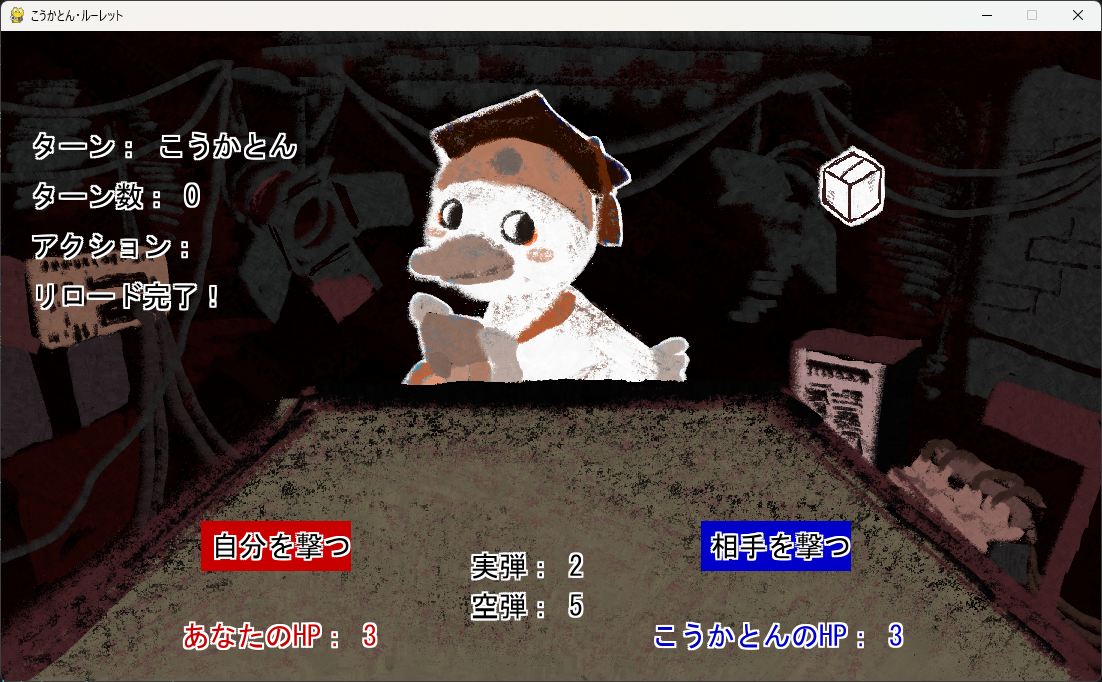 こうかとん・ルーレット
ターン： こうかとん
ターン数： 0
アクション：
リロード完了！
自分を撃つ
相手を撃つ
実弾： 2
空弾： 5
あなたのHP： 3
こうかとんのHP： 3